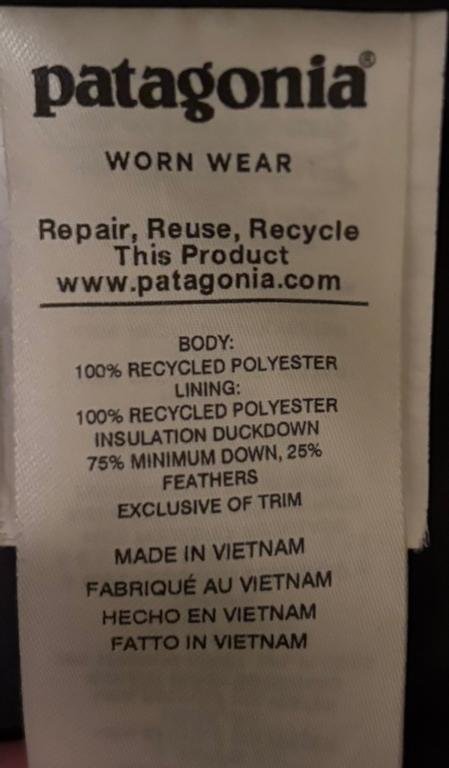 patagonia®
WORN WEAR
Repair, Reuse, Recycle
This Product
www.patagonia.com
BODY:
100% RECYCLED POLYESTER
LINING:
100% RECYCLED POLYESTER
INSULATION DUCKDOWN
75% MINIMUM DOWN, 25%
FEATHERS
EXCLUSIVE OF TRIM
MADE IN VIETNAM
FABRIQUÉ AU VIETNAM
HECHO EN VIETNAM
FATTO IN VIETNAM